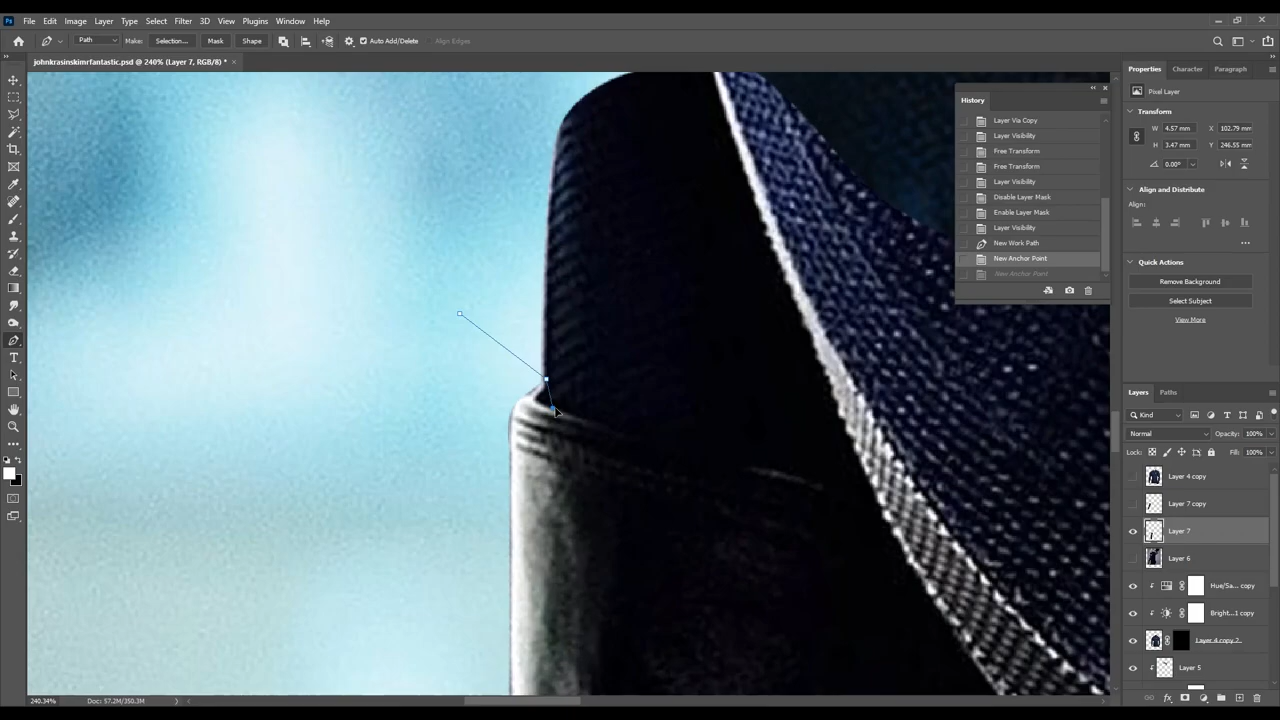 Ps File Edit Image Layer Type Select Filter 3D View Plugins Window Help
Path Make: Selection... Mask Shape Auto Add/Delete Align Edges
johnkrasinskimrfantastic.psd @ 240% (Layer 7, RGB/8) *
History
Layer Via Copy
Layer Visibility
Free Transform
Free Transform
Layer Visibility
Disable Layer Mask
Enable Layer Mask
Layer Visibility
New Work Path
New Anchor Point
New Anchor Point
Properties Character Paragraph
Pixel Layer
Transform
W 4.57 mm X 102.79 mm
H 3.47 mm Y 246.55 mm
0.00°
Align and Distribute
Align:
Quick Actions
Remove Background
Select Subject
View More
Layers Paths
Kind
Normal Opacity: 100%
Lock: Fill: 100%
Layer 4 copy
Layer 7 copy
Layer 7
Layer 6
Hue/Sa... copy
Bright...1 copy
Layer 4 copy 2
Layer 5
240.34% Doc: 57.2M/350.3M